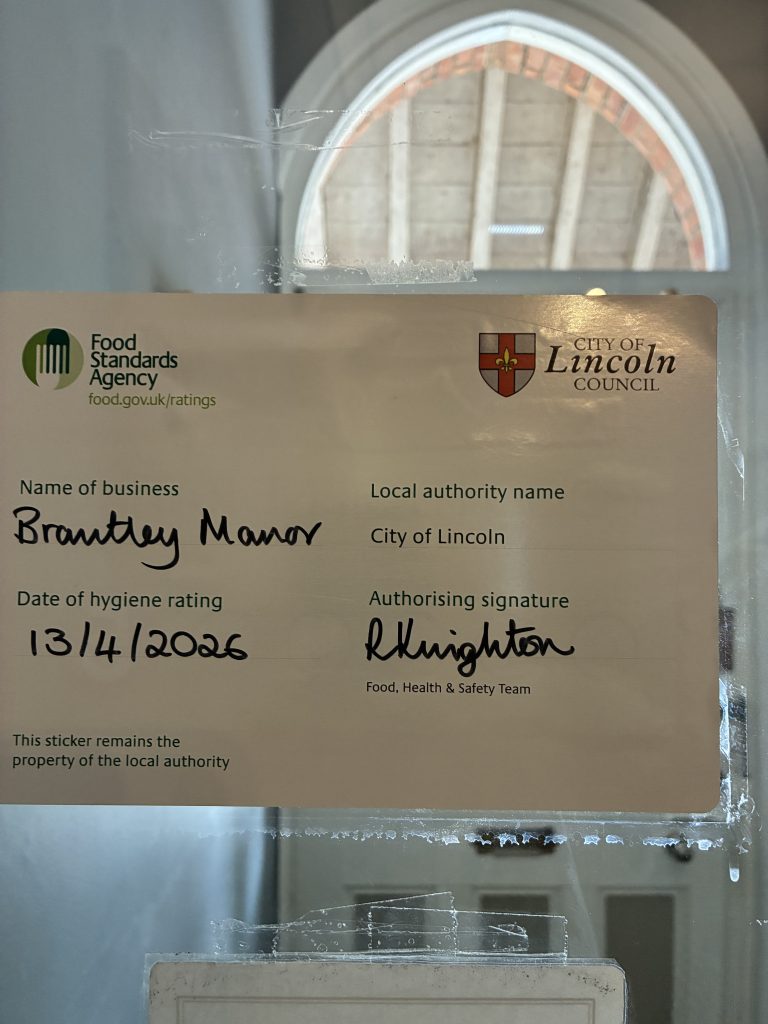 Food
Standards
Agency
food.gov.uk/ratings
CITY OF
Lincoln
COUNCIL
Name of business
Brantley Manor
Local authority name
City of Lincoln
Date of hygiene rating
13/4/2026
Authorising signature
RKnighton
Food, Health & Safety Team
This sticker remains the
property of the local authority